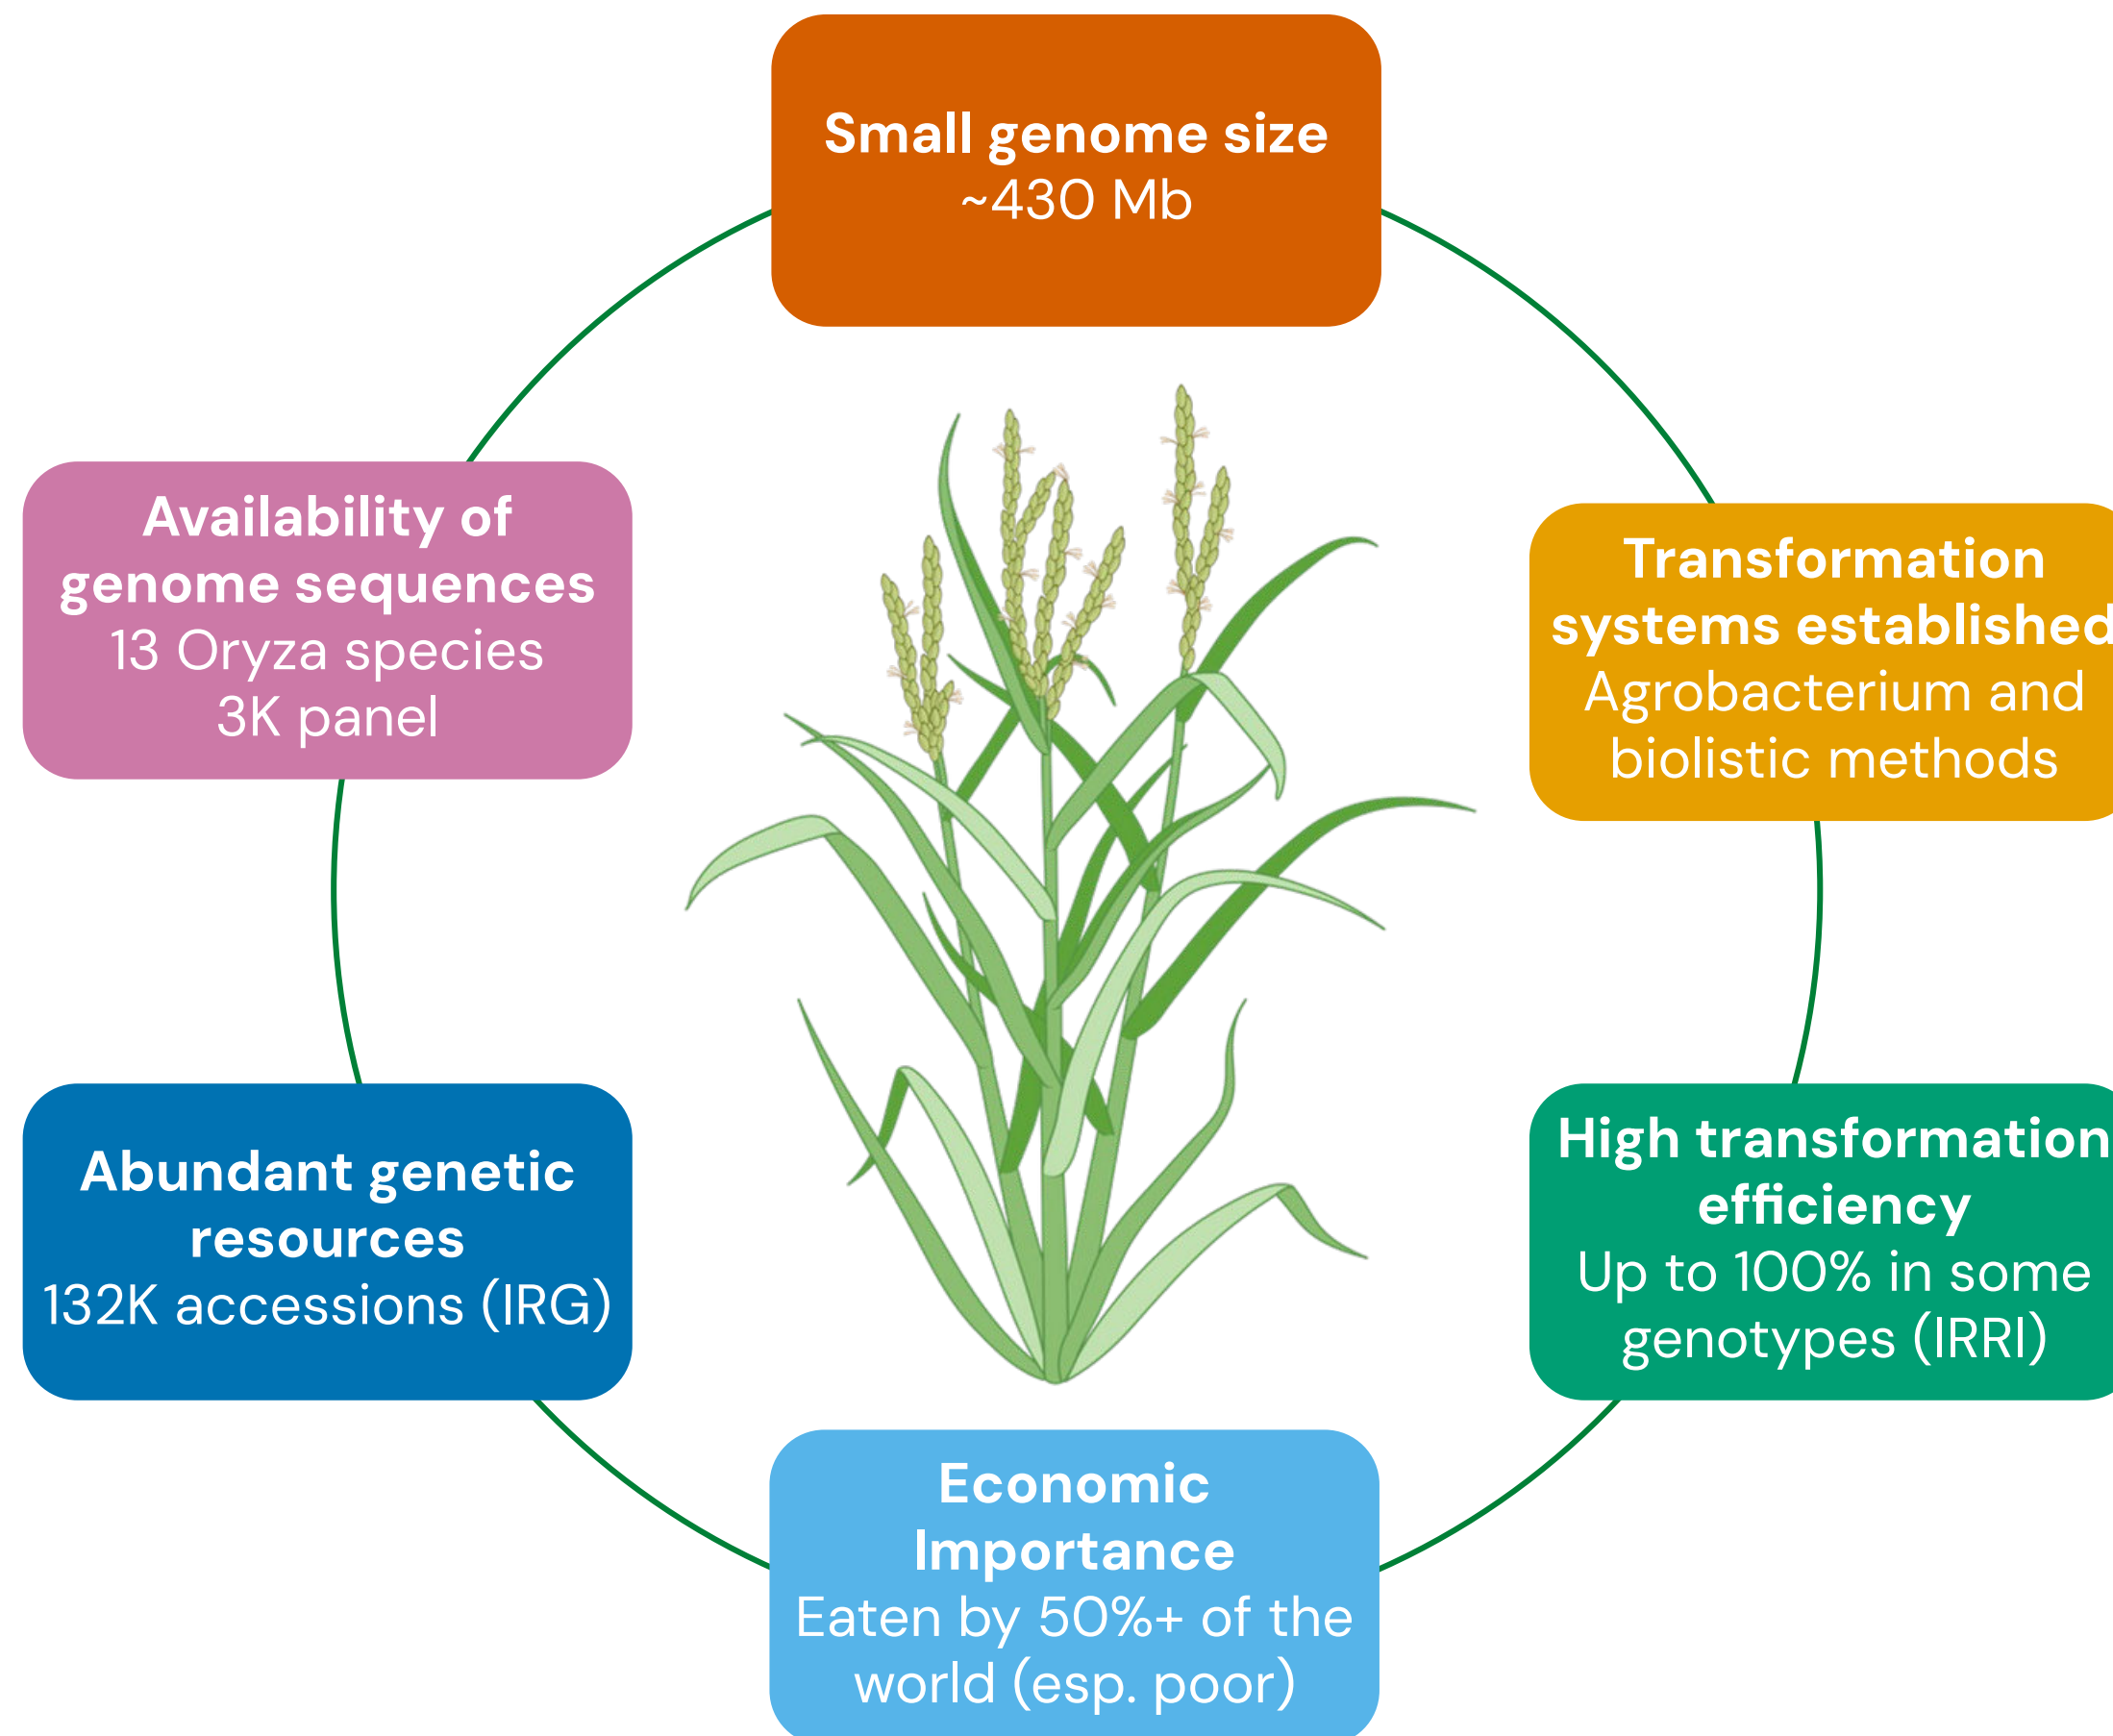 Small genome size
~430 Mb
Availability of
genome sequences
13 Oryza species
3K panel
Transformation
systems established
Agrobacterium and
biolistic methods
Abundant genetic
resources
132K accessions (IRG)
High transformation
efficiency
Up to 100% in some
genotypes (IRRI)
Economic
Importance
Eaten by 50%+ of the
world (esp. poor)